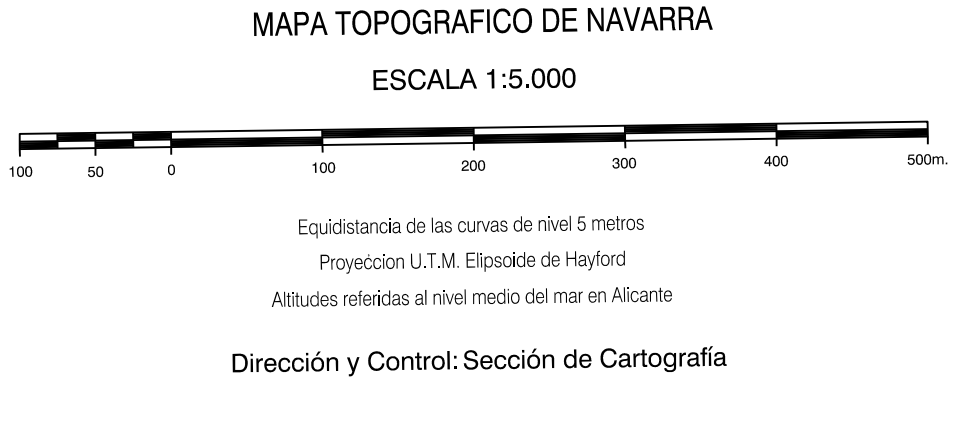 MAPA TOPOGRAFICO DE NAVARRA
ESCALA 1:5.000
100 50 0 100 200 300 400 500m.
Equidistancia de las curvas de nivel 5 metros
Proyección U.T.M. Elipsoide de Hayford
Altitudes referidas al nivel medio del mar en Alicante
Dirección y Control: Sección de Cartografía